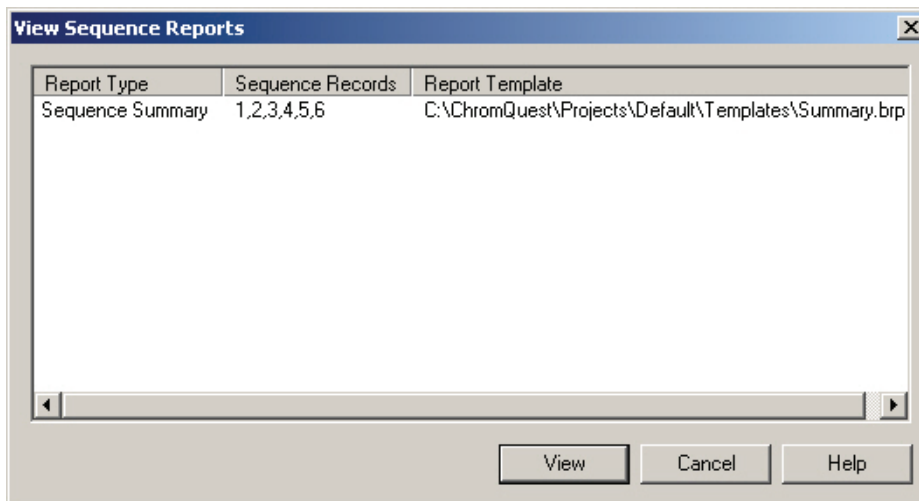 View Sequence Reports
Report Type Sequence Records Report Template
Sequence Summary 1,2,3,4,5,6 C:\ChromQuest\Projects\Default\Templates\Summary.brp
View Cancel Help